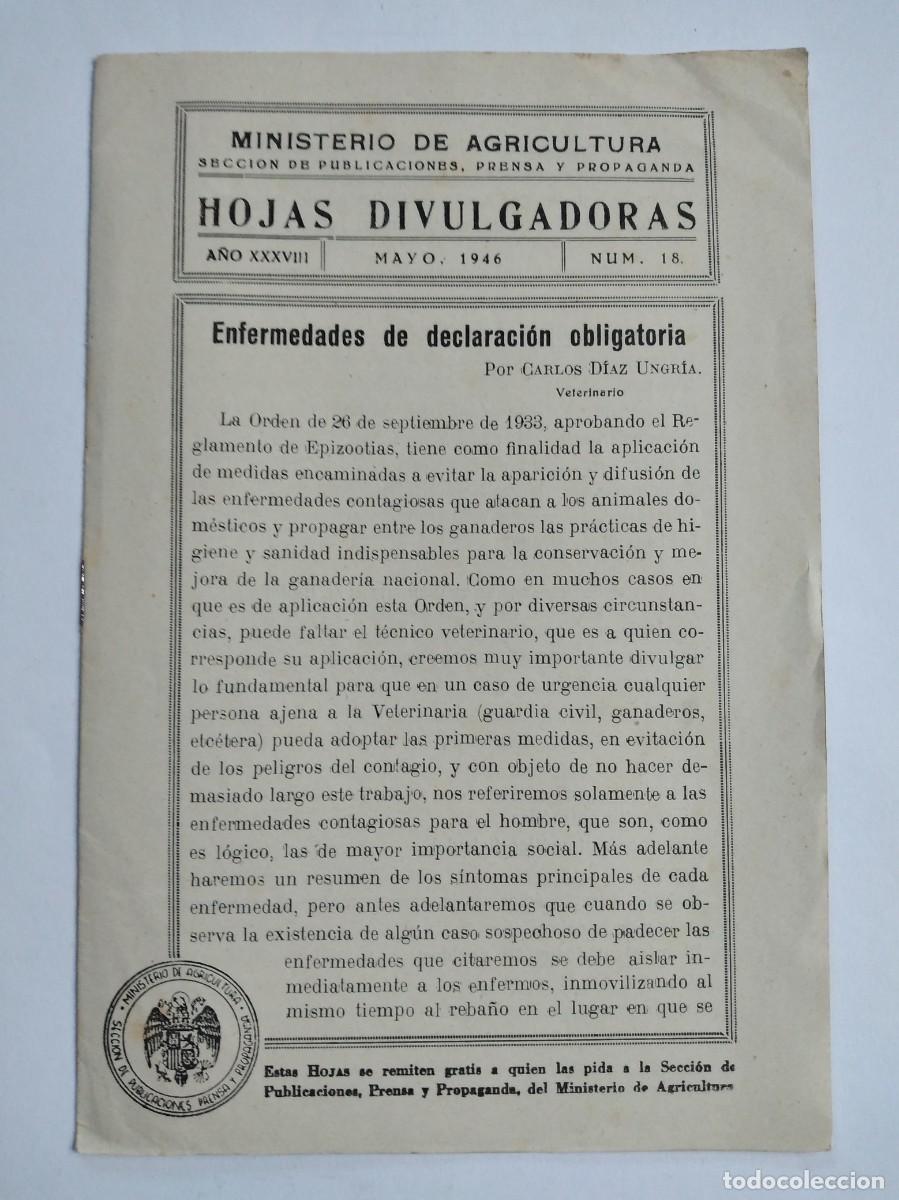 MINISTERIO DE AGRICULTURA
SECCION DE PUBLICACIONES, PRENSA Y PROPAGANDA
HOJAS DIVULGADORAS
AÑO XXXVIII MAYO, 1946 NUM. 18.
Enfermedades de declaración obligatoria
Por CARLOS DÍAZ UNGRÍA.
Veterinario
La Orden de 26 de septiembre de 1933, aprobando el Re-
glamento de Epizootias, tiene como finalidad la aplicación
de medidas encaminadas a evitar la aparición y difusión de
las enfermedades contagiosas que atacan a los animales do-
mésticos y propagar entre los ganaderos las prácticas de hi-
giene y sanidad indispensables para la conservación y me-
jora de la ganadería nacional. Como en muchos casos en
que es de aplicación esta Orden, y por diversas circunstan-
cias, puede faltar el técnico veterinario, que es a quien co-
rresponde su aplicación, creemos muy importante divulgar
lo fundamental para que en un caso de urgencia cualquier
persona ajena a la Veterinaria (guardia civil, ganaderos,
etcétera) pueda adoptar las primeras medidas, en evitación
de los peligros del contagio, y con objeto de no hacer de-
masiado largo este trabajo, nos referiremos solamente a las
enfermedades contagiosas para el hombre, que son, como
es lógico, las de mayor importancia social. Más adelante
haremos un resumen de los síntomas principales de cada
enfermedad, pero antes adelantaremos que cuando se ob-
serva la existencia de algún caso sospechoso de padecer las
enfermedades que citaremos se debe aislar in-
mediatamente a los enfermos, inmovilizando al
mismo tiempo al rebaño en el lugar en que se
MINISTERIO DE AGRICULTURA
SECCION DE PUBLICACIONES PRENSA Y PROPAGANDA
Estas HOJAS se remiten gratis a quien las pida a la Sección de
Publicaciones, Prensa y Propaganda, del Ministerio de Agricultura
todocoleccion